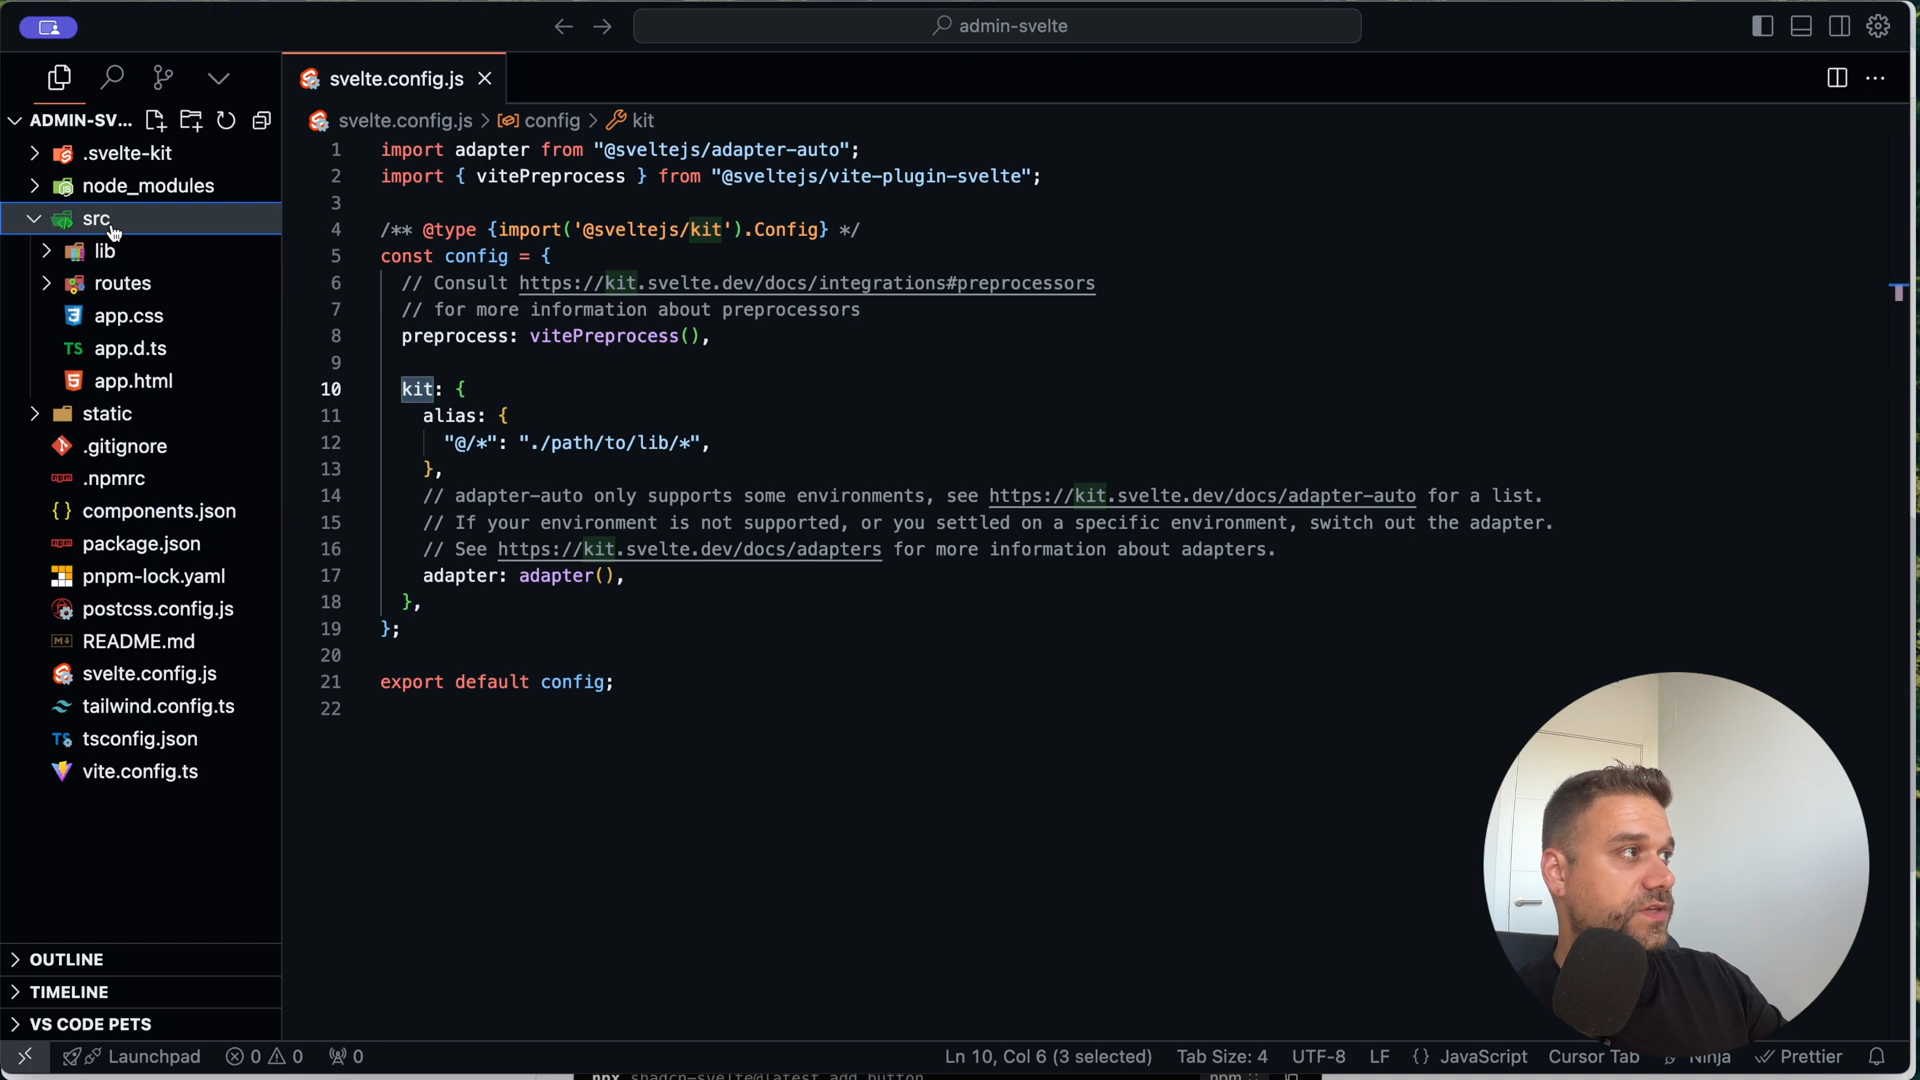 admin-svelte
svelte.config.js
ADMIN-SV...
svelte.config.js > config > kit
.svelte-kit
node_modules
src
lib
routes
app.css
TS app.d.ts
app.html
static
.gitignore
.npmrc
{} components.json
package.json
pnpm-lock.yaml
postcss.config.js
README.md
svelte.config.js
tailwind.config.ts
TS tsconfig.json
vite.config.ts
OUTLINE
TIMELINE
VS CODE PETS
1 import adapter from "@sveltejs/adapter-auto";
2 import { vitePreprocess } from "@sveltejs/vite-plugin-svelte";
3
4 /** @type {import('@sveltejs/kit').Config} */
5 const config = {
6 // Consult https://kit.svelte.dev/docs/integrations#preprocessors
7 // for more information about preprocessors
8 preprocess: vitePreprocess(),
9
10 kit: {
11 alias: {
12 "@/*": "./path/to/lib/*",
13 },
14 // adapter-auto only supports some environments, see https://kit.svelte.dev/docs/adapter-auto for a list.
15 // If your environment is not supported, or you settled on a specific environment, switch out the adapter.
16 // See https://kit.svelte.dev/docs/adapters for more information about adapters.
17 adapter: adapter(),
18 },
19 };
20
21 export default config;
22
Launchpad 0 0 0 Ln 10, Col 6 (3 selected) Tab Size: 4 UTF-8 LF {} JavaScript Cursor Tab Ninja Prettier
npx shadcn-svelte@latest add button npm